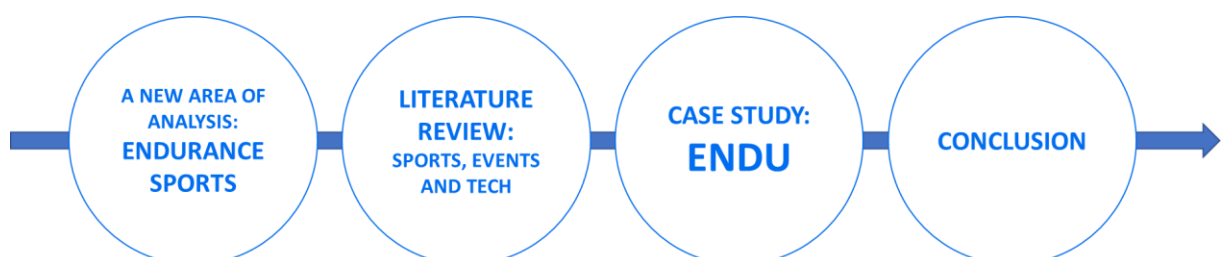 A NEW AREA OF
ANALYSIS:
ENDURANCE
SPORTS
LITERATURE
REVIEW:
SPORTS, EVENTS
AND TECH
CASE STUDY:
ENDU
CONCLUSION